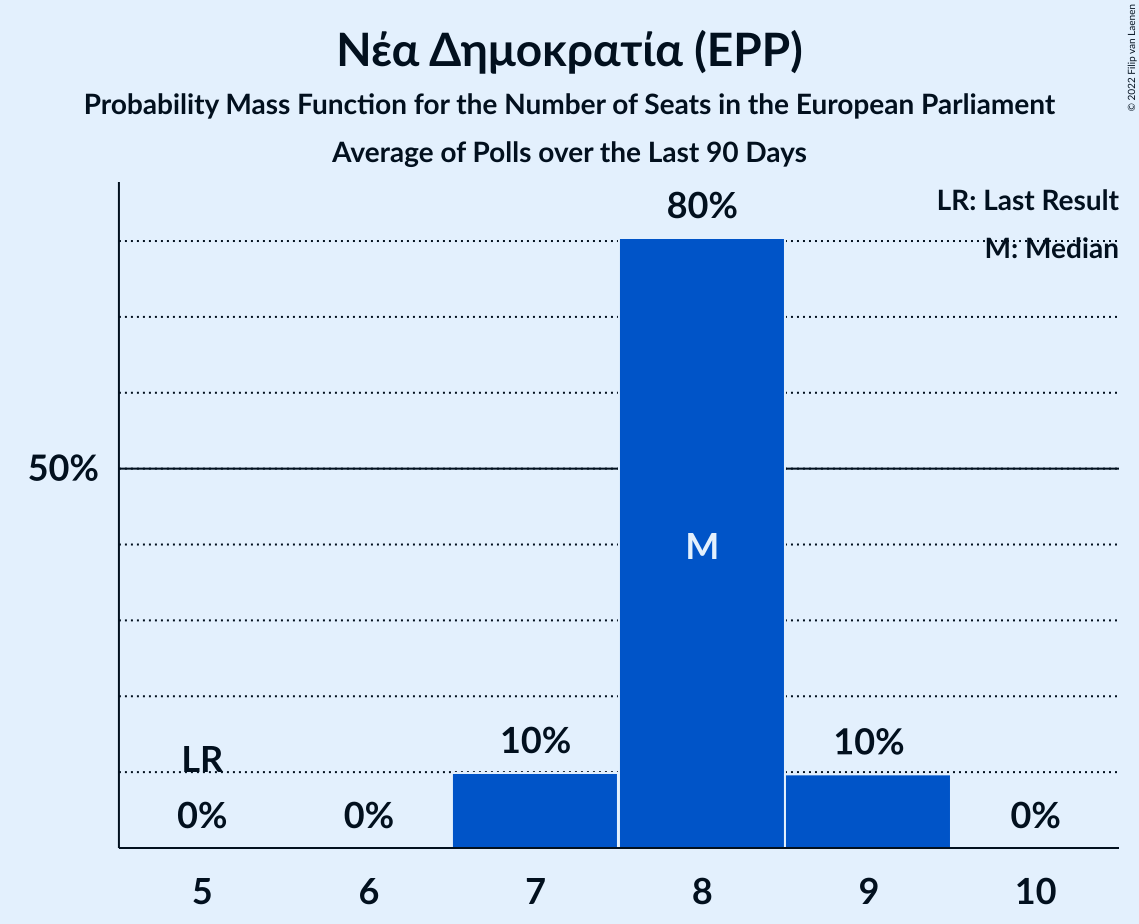 Νέα Δημοκρατία (EPP)
Probability Mass Function for the Number of Seats in the European Parliament
Average of Polls over the Last 90 Days
© 2022 Filip van Laenen
LR: Last Result
M: Median
80%
50%
M
10%
10%
LR
0%
0%
0%
5
6
7
8
9
10